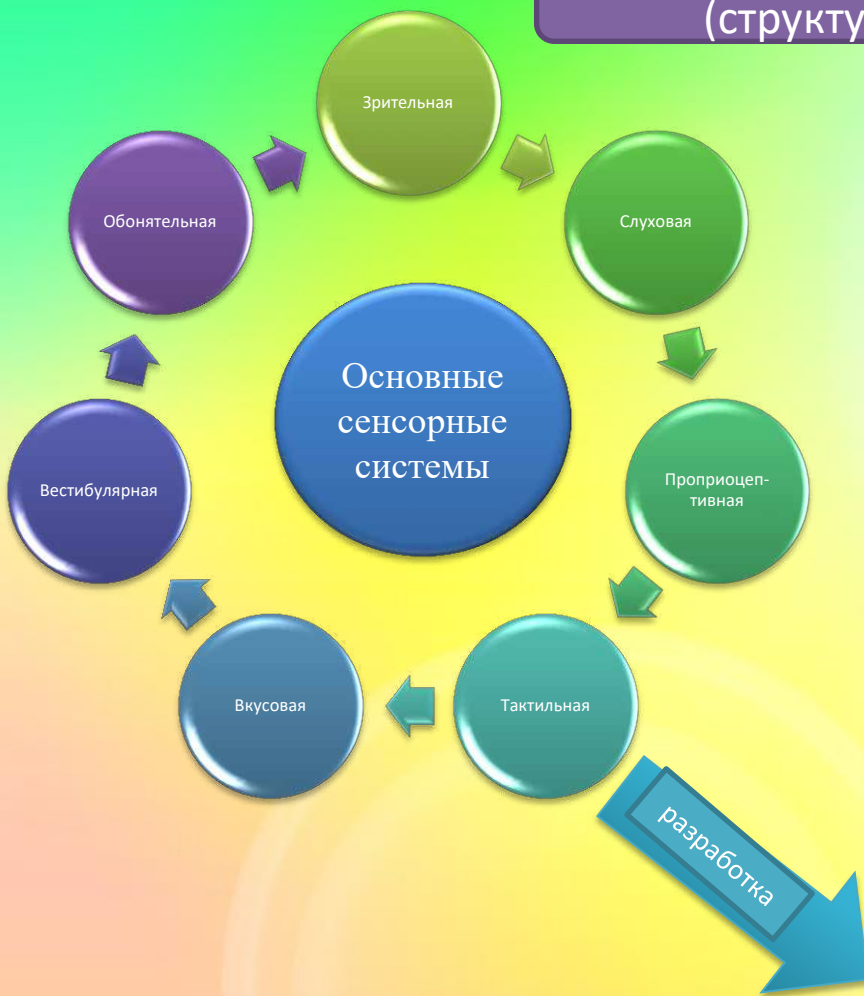 (структу
Зрительная
Слуховая
Проприоцеп-
тивная
Тактильная
Вкусовая
Вестибулярная
Обонятельная
Основные
сенсорные
системы
разработка